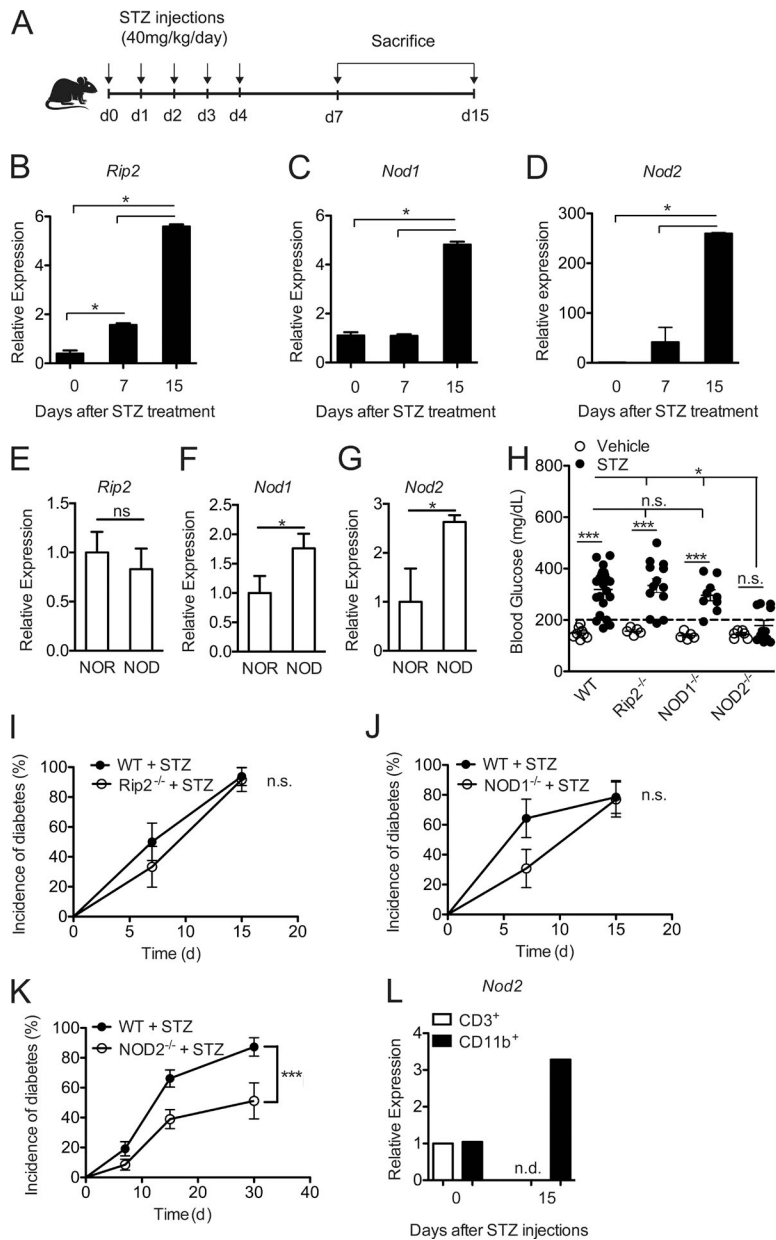 A
STZ injections
(40mg/kg/day)
Sacrifice
d0 d1 d2 d3 d4 d7 d15
B
Rip2
Relative Expression
6
4
2
0
*
*
0 7 15
Days after STZ treatment
C
Nod1
Relative Expression
6
4
2
0
*
0 7 15
Days after STZ treatment
D
Nod2
Relative expression
300
200
100
0
*
0 7 15
Days after STZ treatment
E
Rip2
Relative Expression
1.5
1.0
0.5
0.0
ns
NOR NOD
F
Nod1
Relative Expression
2.5
2.0
1.5
1.0
0.5
0.0
*
NOR NOD
G
Nod2
Relative Expression
3
2
1
0
*
NOR NOD
H
Vehicle
STZ
Blood Glucose (mg/dL)
800
600
400
200
0
*
n.s.
***
***
***
n.s.
WT Rip2-/- NOD1-/- NOD2-/-
I
WT + STZ
Rip2-/- + STZ
Incidence of diabetes (%)
100
80
60
40
20
0
n.s.
0 5 10 15 20
Time (d)
J
WT + STZ
NOD1-/- + STZ
Incidence of diabetes (%)
100
80
60
40
20
0
n.s.
0 5 10 15 20
Time (d)
K
WT + STZ
NOD2-/- + STZ
Incidence of diabetes (%)
100
80
60
40
20
0
***
0 10 20 30 40
Time (d)
L
Nod2
CD3+
CD11b+
Relative Expression
4
3
2
1
0
n.d.
0 15
Days after STZ injections